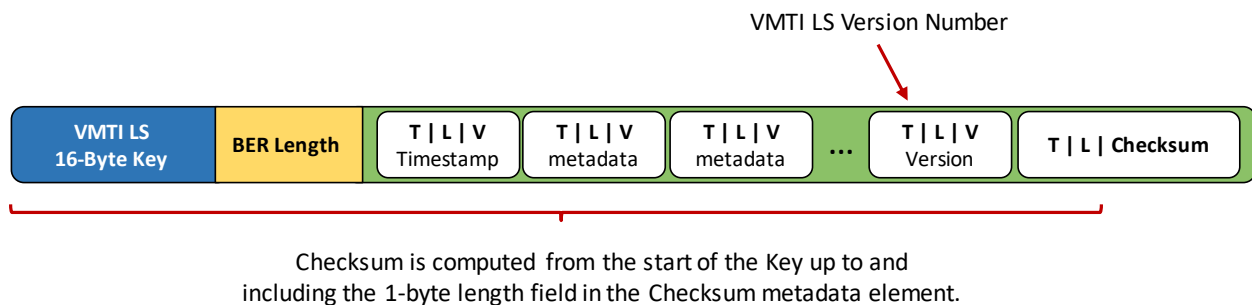 VMTI LS Version Number
VMTI LS
16-Byte Key
BER Length
T | L | V
Timestamp
T | L | V
metadata
T | L | V
metadata
...
T | L | V
Version
T | L | Checksum
Checksum is computed from the start of the Key up to and
including the 1-byte length field in the Checksum metadata element.